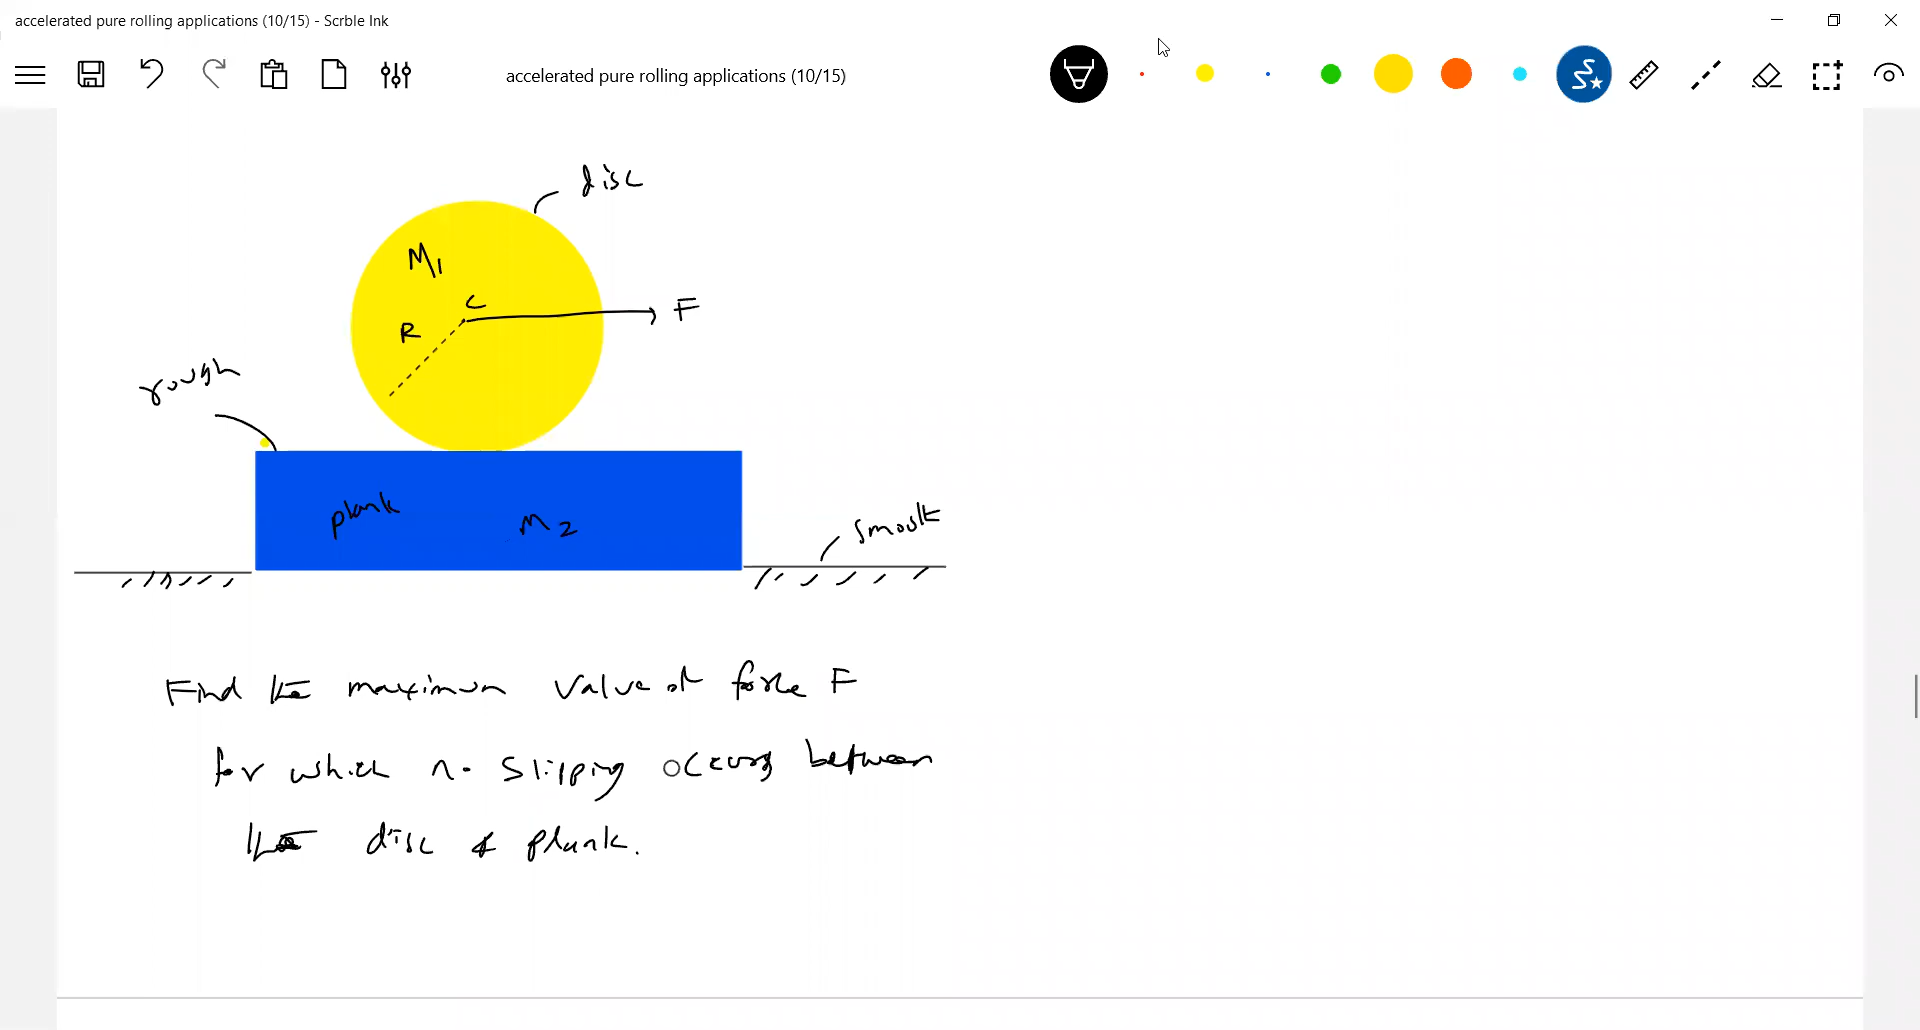 accelerated pure rolling applications (10/15) - Scrble Ink
accelerated pure rolling applications (10/15)
disc
M1
C
F
R
rough
plank
M2
smooth
Find the maximum value of force F
for which no slipping occurs between
the disc & plank.